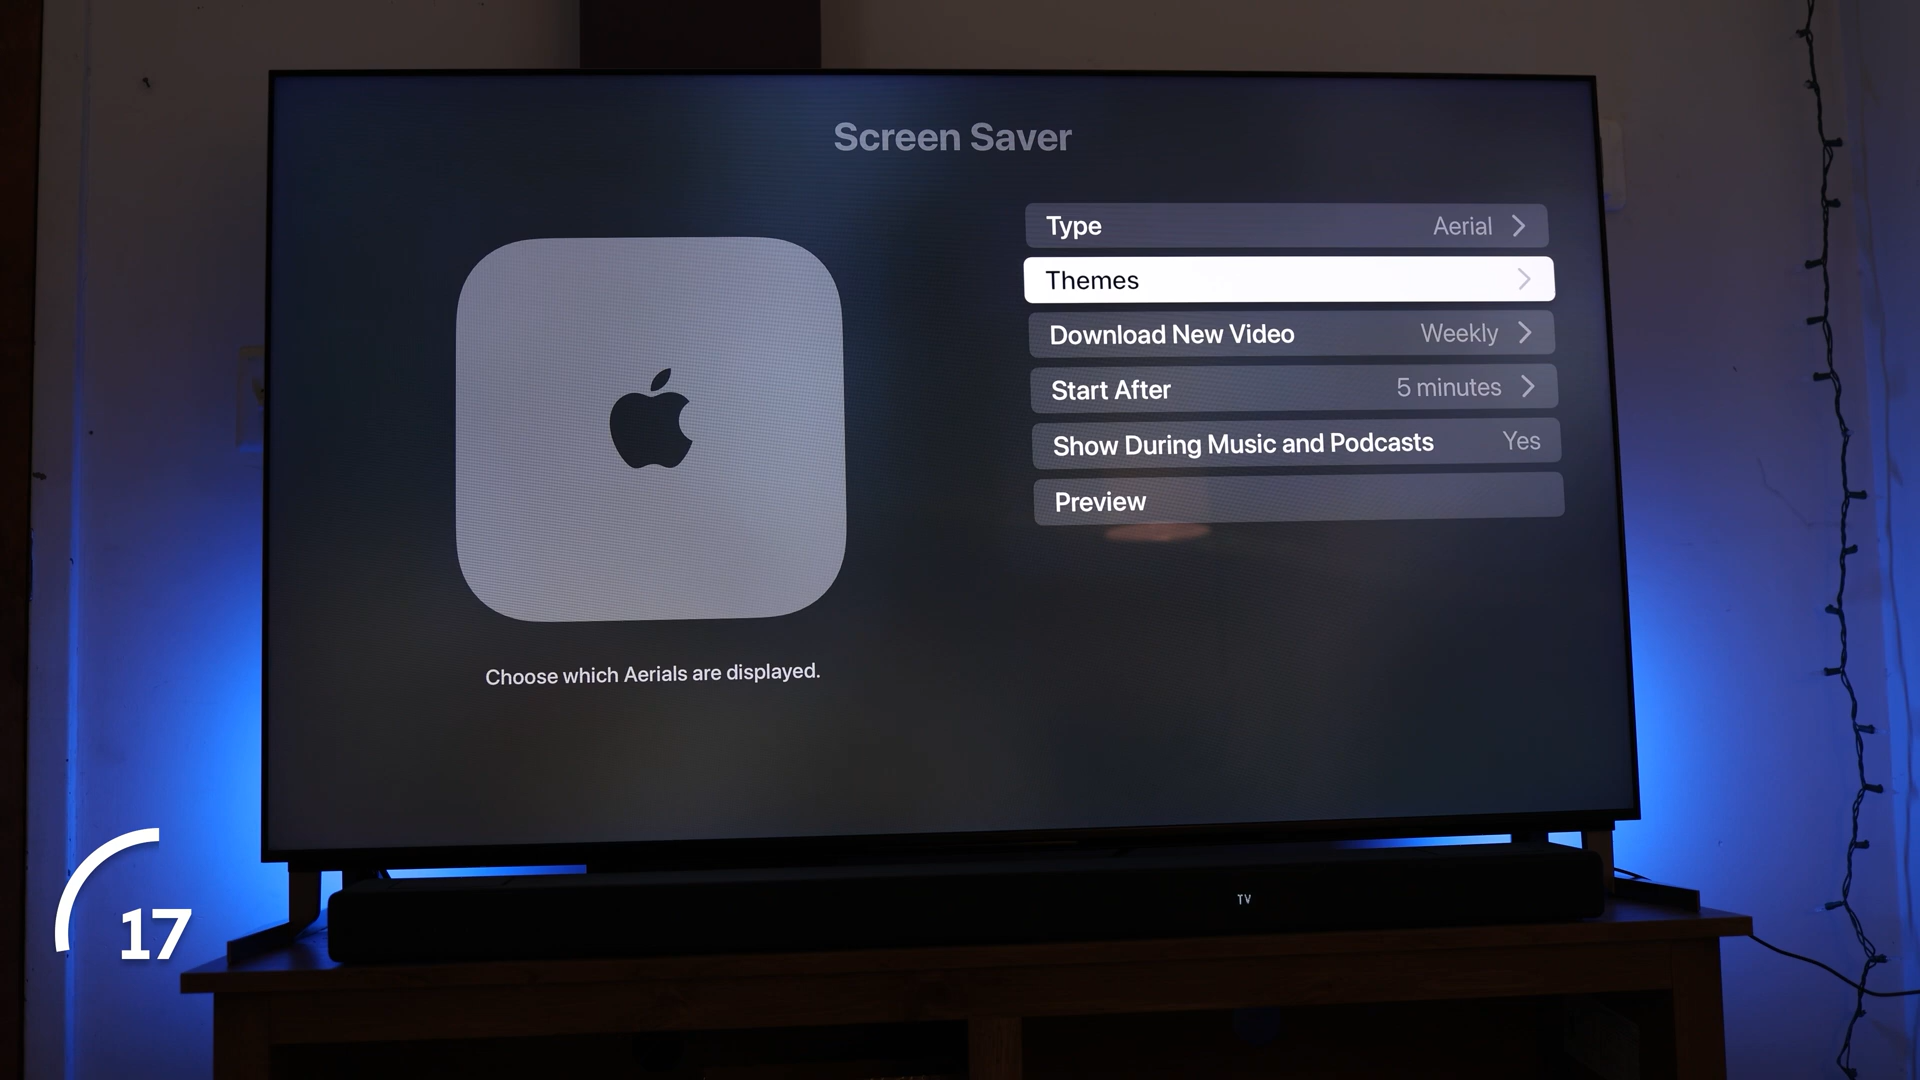 Screen Saver
Type Aerial
Themes
Download New Video Weekly
Start After 5 minutes
Show During Music and Podcasts Yes
Preview
Choose which Aerials are displayed.
TV
17